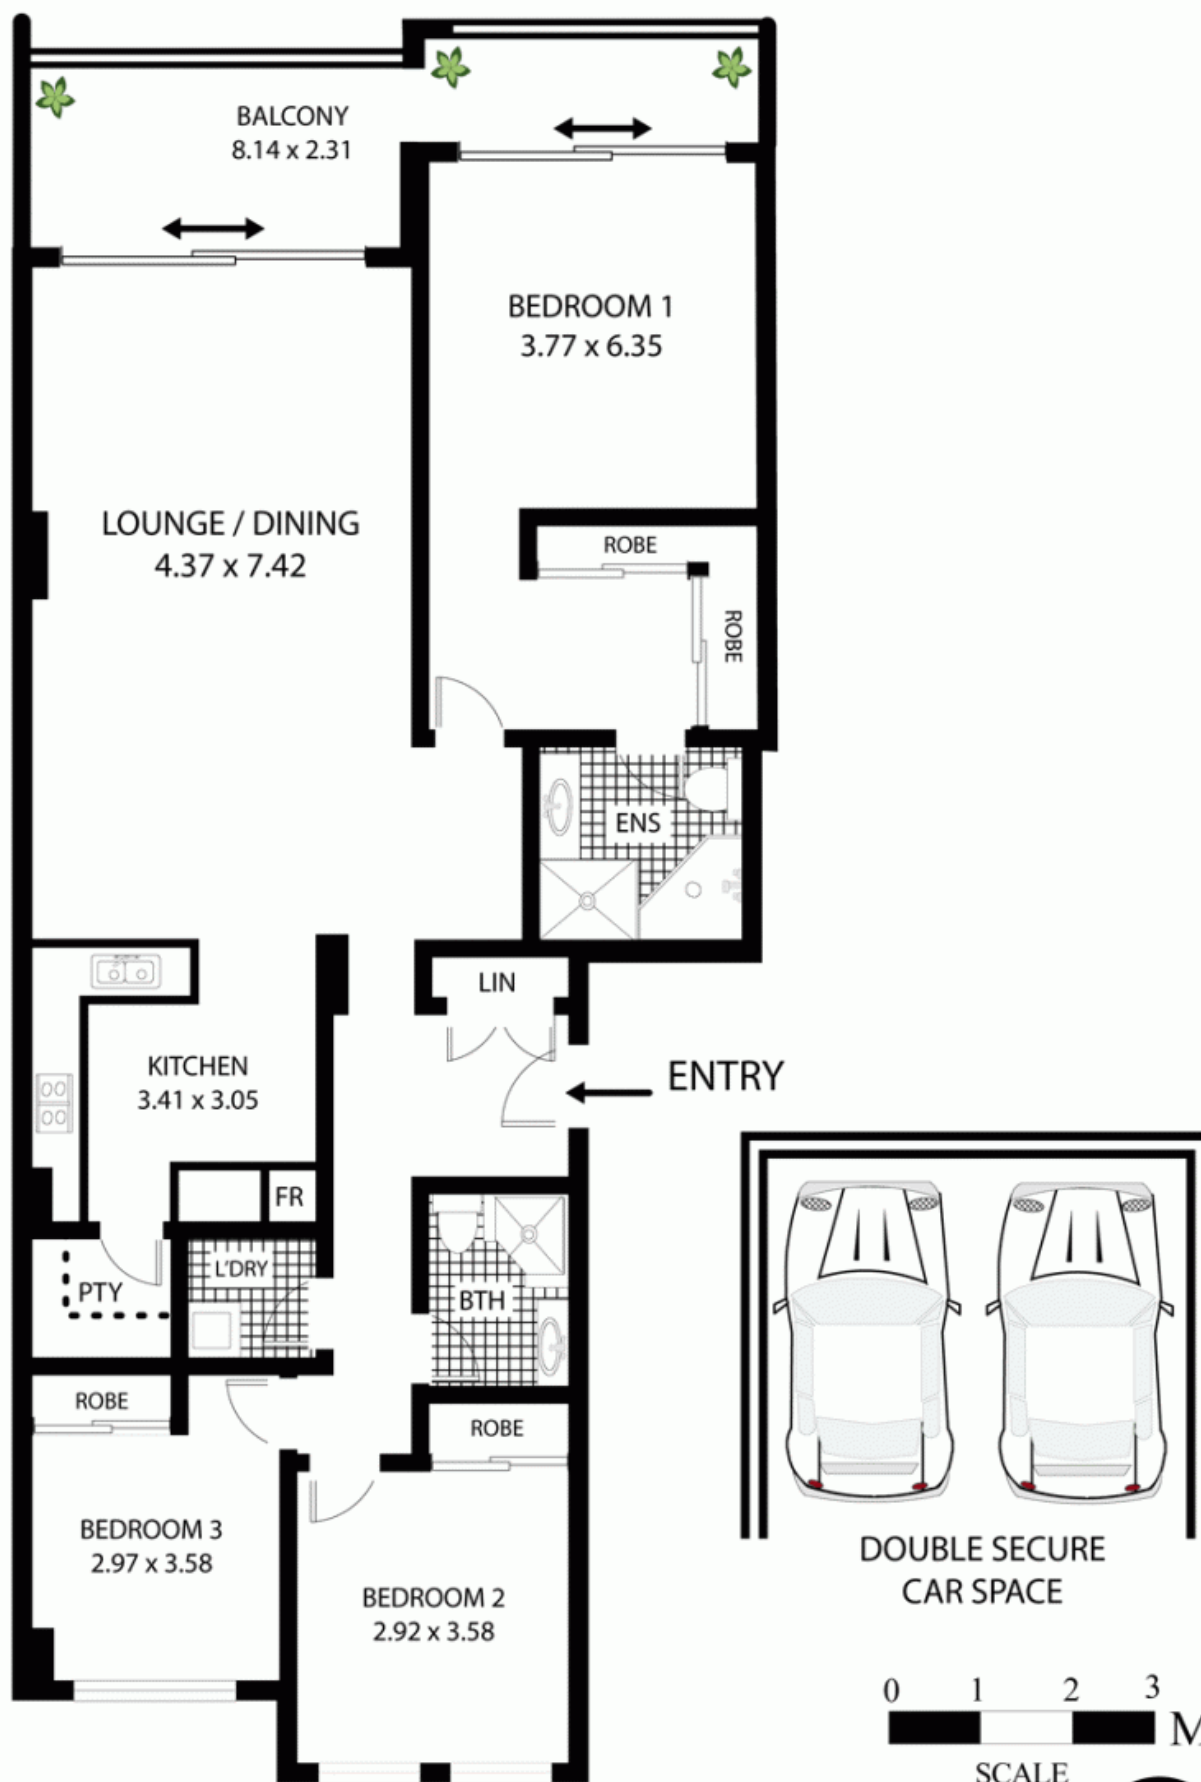 BALCONY
8.14 x 2.31
BEDROOM 1
3.77 x 6.35
LOUNGE / DINING
4.37 x 7.42
ROBE
ROBE
ENS
LIN
KITCHEN
3.41 x 3.05
ENTRY
FR
L'DRY
PTY
BTH
ROBE
ROBE
BEDROOM 3
2.97 x 3.58
BEDROOM 2
2.92 x 3.58
DOUBLE SECURE
CAR SPACE
0 1 2 3
M
SCALE